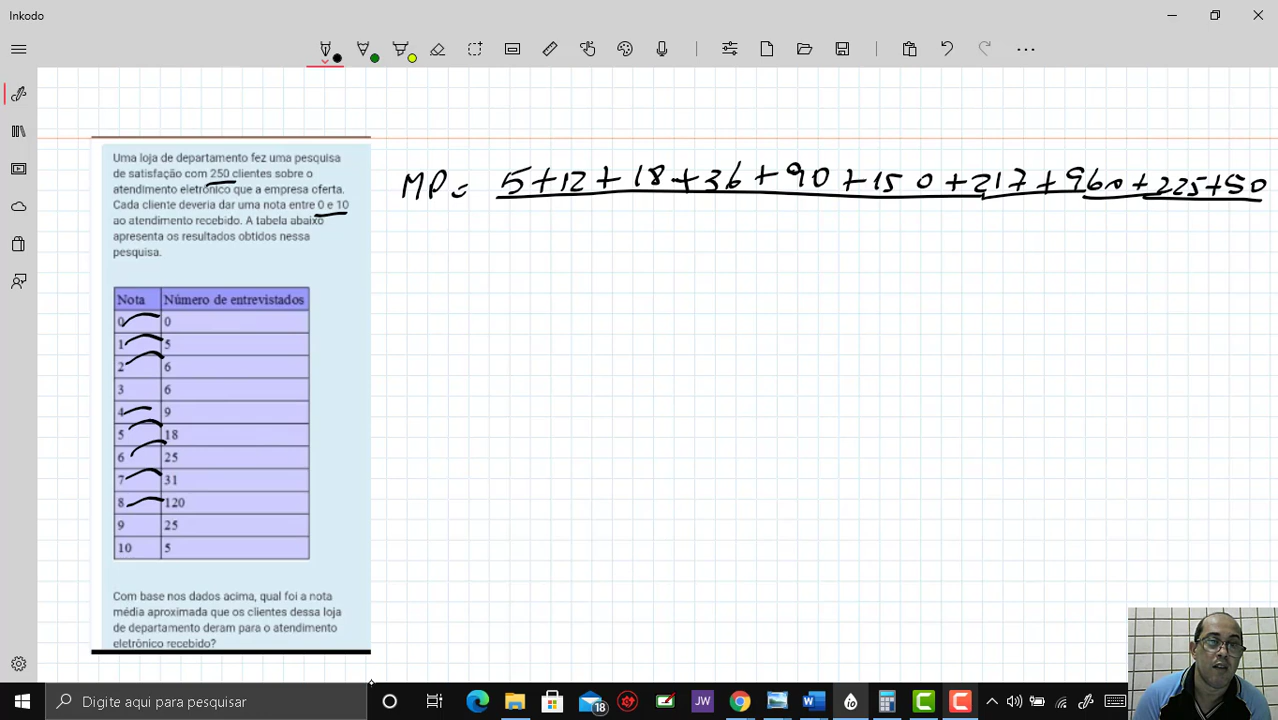 Inkodo
Uma loja de departamento fez uma pesquisa
de satisfação com 250 clientes sobre o
atendimento eletrônico que a empresa oferta.
Cada cliente deveria dar uma nota entre 0 e 10
ao atendimento recebido. A tabela abaixo
apresenta os resultados obtidos nessa
pesquisa.
Nota Número de entrevistados
0 0
1 5
2 6
3 6
4 9
5 18
6 25
7 31
8 120
9 25
10 5
Com base nos dados acima, qual foi a nota
média aproximada que os clientes dessa loja
de departamento deram para o atendimento
eletrônico recebido?
MP= 5+12+18+36+90+150+217+960+225+50
Digite aqui para pesquisar
18
JW
17:10